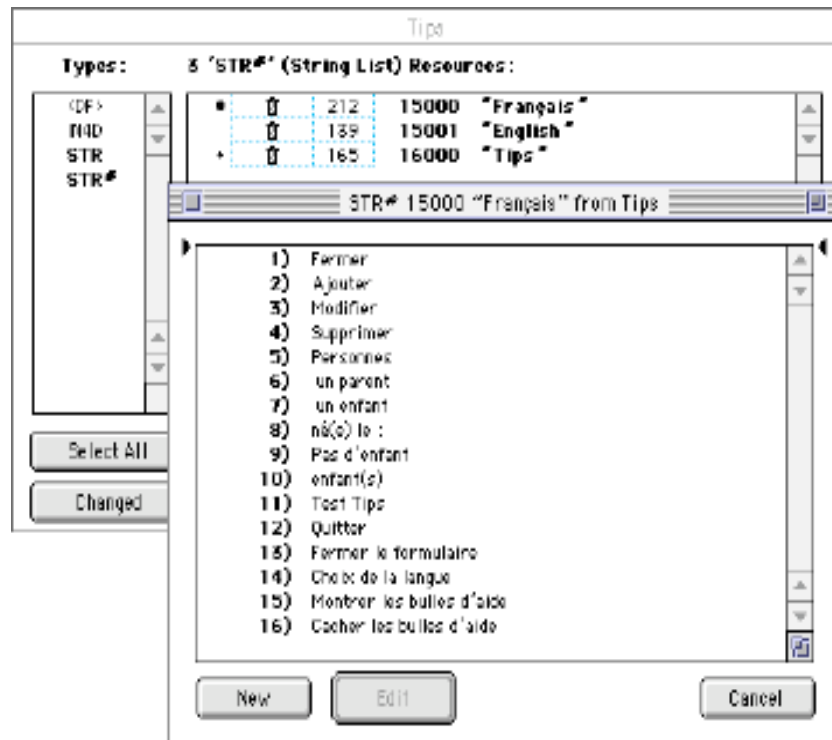 Tips
Types:
3 'STR#' (String List) Resources:
212 15000 "Français"
139 15001 "English"
165 16000 "Tips"
STR
STR#
STR# 15000 "Français" from Tips
1) Fermer
2) Ajouter
3) Modifier
4) Supprimer
5) Personnes
6) un parent
7) un enfant
8) né(e) le :
9) Pas d'enfant
10) enfant(s)
11) Test Tips
12) Quitter
13) Fermer le formulaire
14) Choix de la langue
15) Montrer les bulles d'aide
16) Cacher les bulles d'aide
Select All
Changed
New
Edit
Cancel